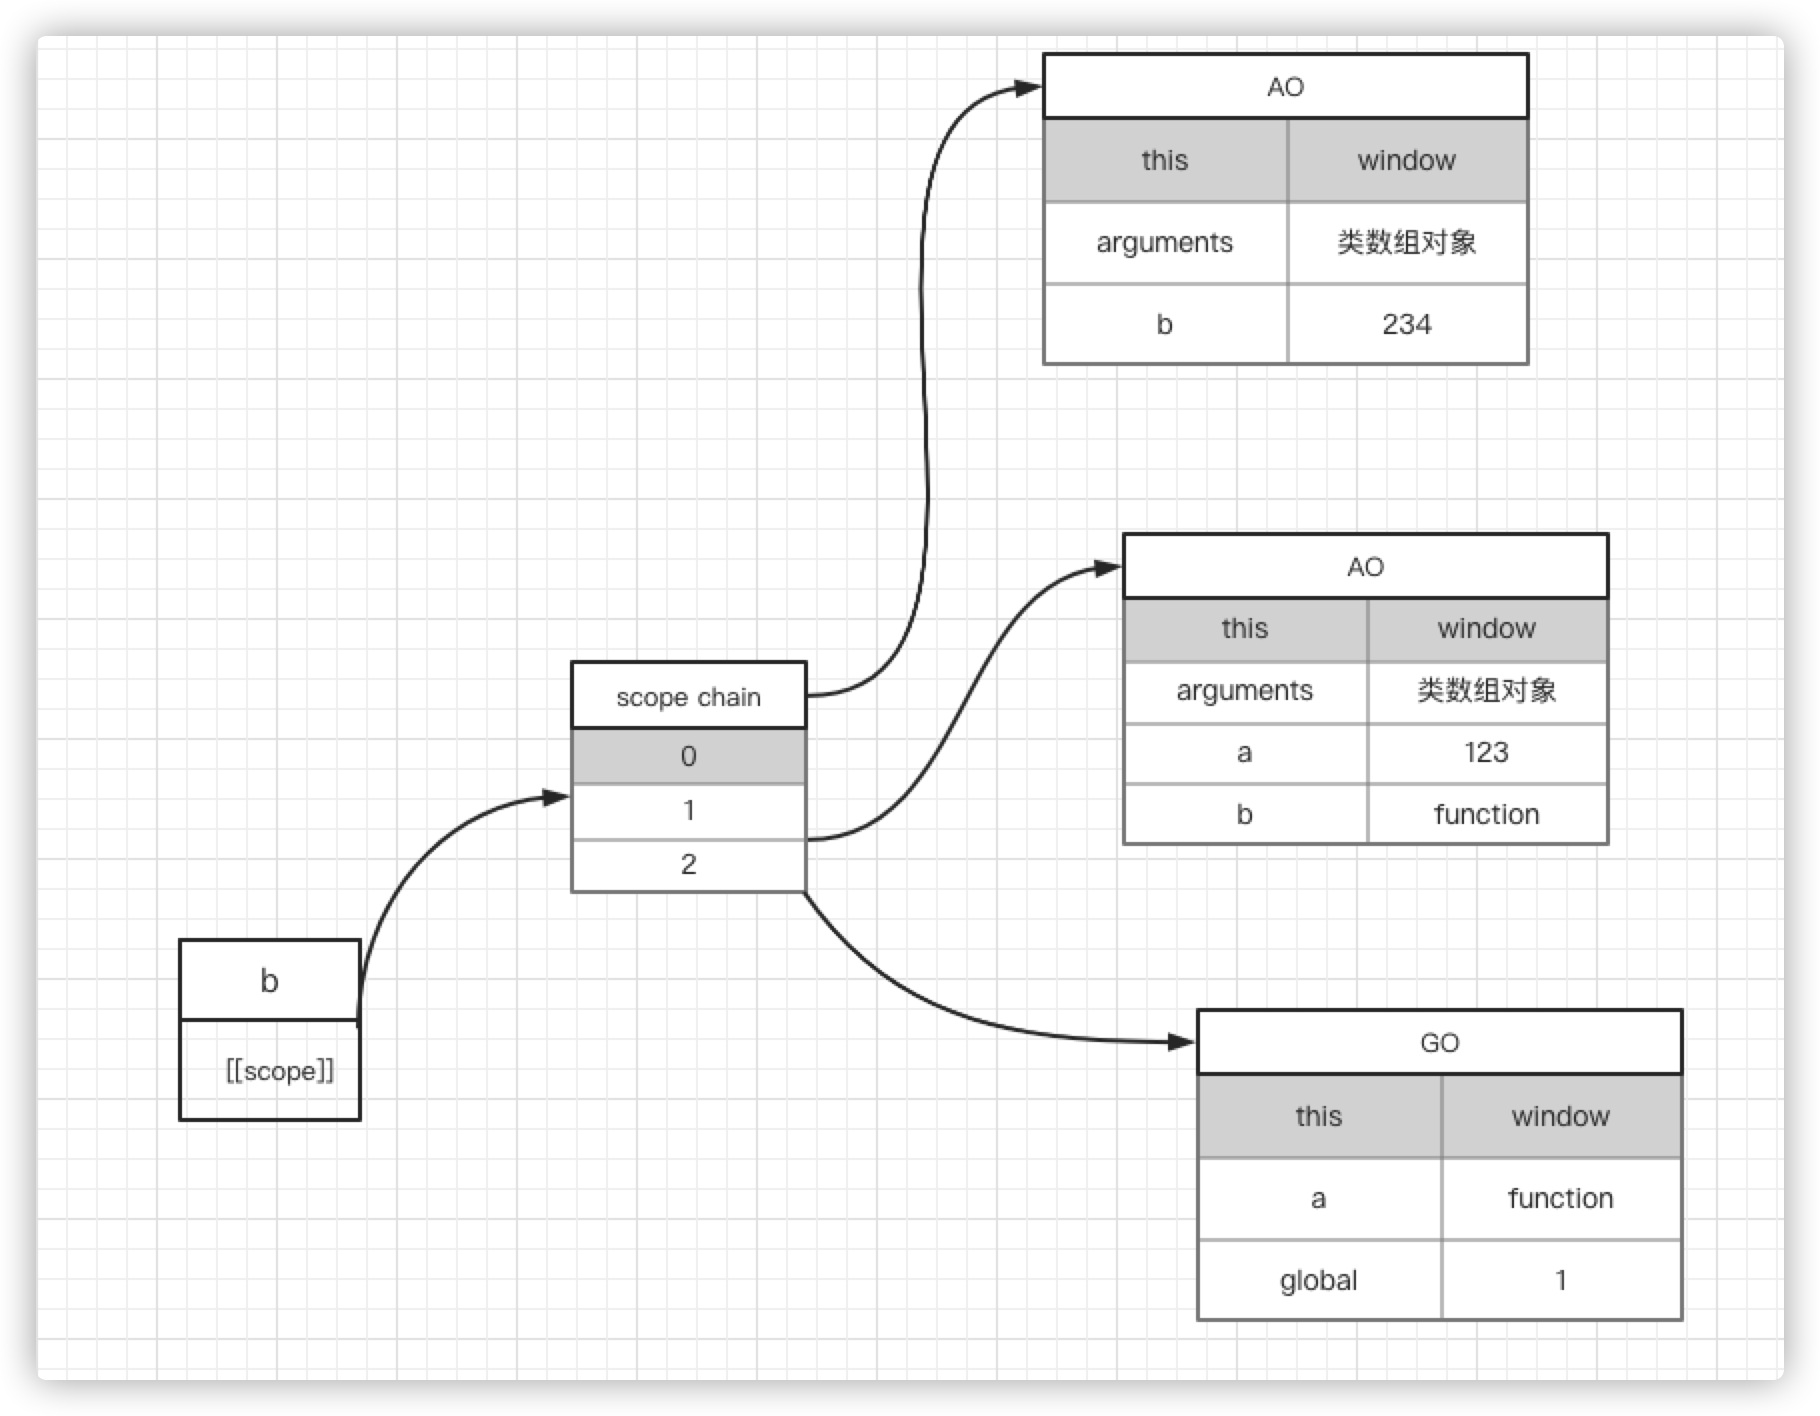 AO
this window
arguments 类数组对象
b 234
AO
this window
arguments 类数组对象
a 123
b function
scope chain
0
1
2
b
[[scope]]
GO
this window
a function
global 1